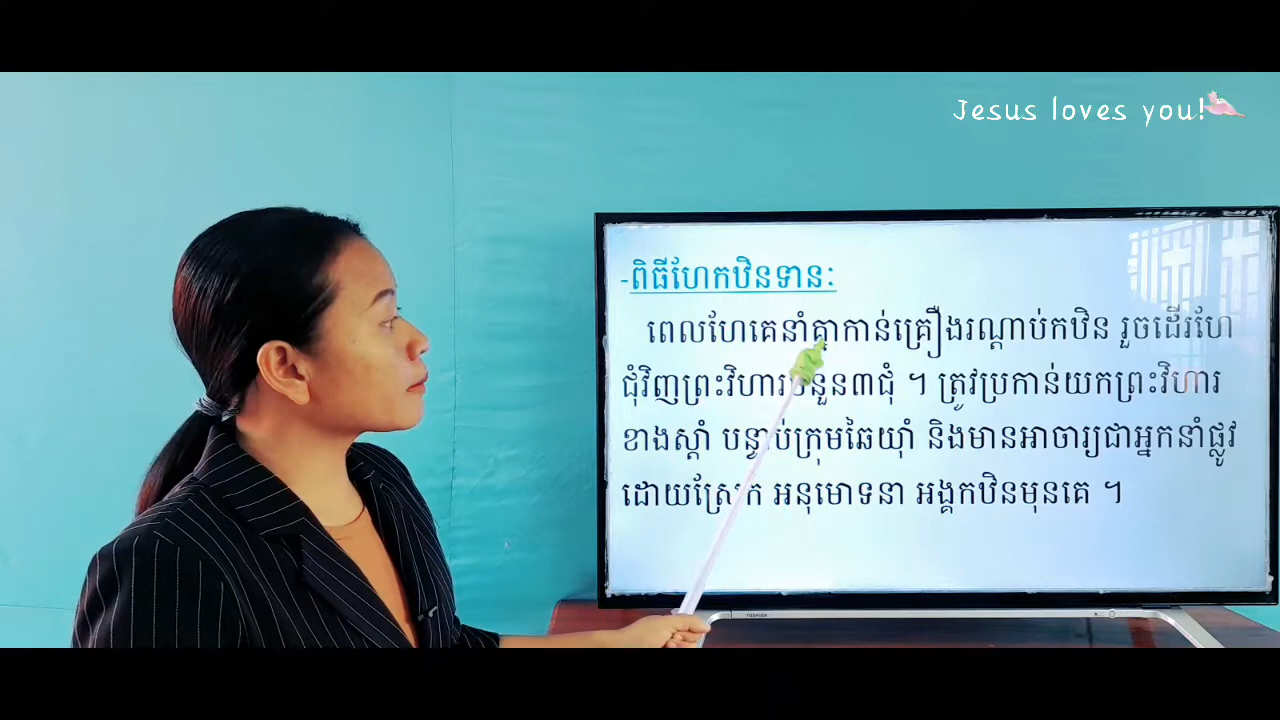 Jesus loves you!
-ពិធីហែកឋិនទានៈ
ពេលហែគេនាំគ្នាកាន់គ្រឿងរណ្ដាប់កឋិន រួចដើរហែ
ជុំវិញព្រះវិហារចំនួន៣ជុំ ។ ត្រូវប្រកាន់យកព្រះវិហារ
ខាងស្ដាំ បន្ទាប់ក្រុមឆៃយ៉ាំ និងមានអាចារ្យជាអ្នកនាំផ្លូវ
ដោយស្រែក អនុមោទនា អង្គកឋិនមុនគេ ។
TOSHIBA